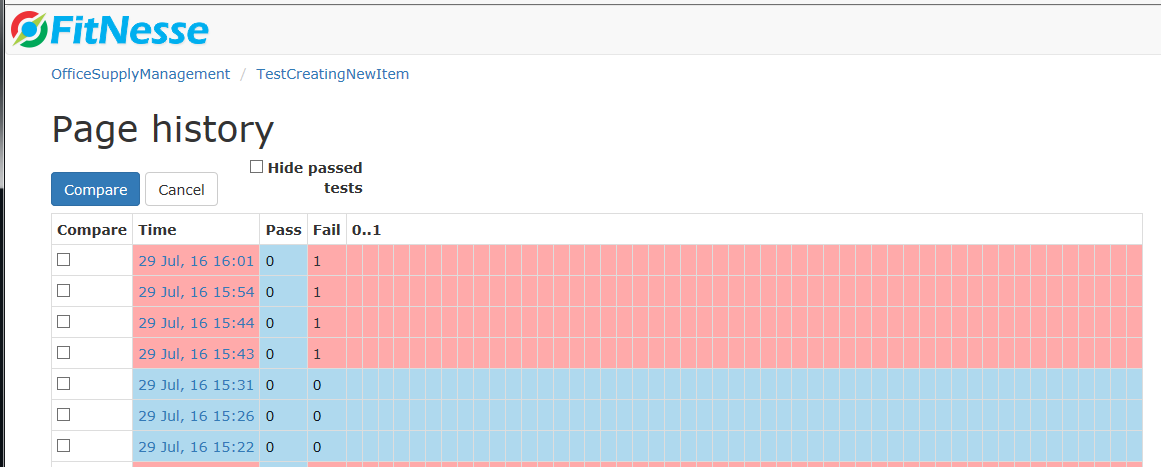 FitNesse
OfficeSupplyManagement / TestCreatingNewItem
Page history
Compare Cancel Hide passed
tests
Compare Time Pass Fail 0..1
29 Jul, 16 16:01 0 1
29 Jul, 16 15:54 0 1
29 Jul, 16 15:44 0 1
29 Jul, 16 15:43 0 1
29 Jul, 16 15:31 0 0
29 Jul, 16 15:26 0 0
29 Jul, 16 15:22 0 0